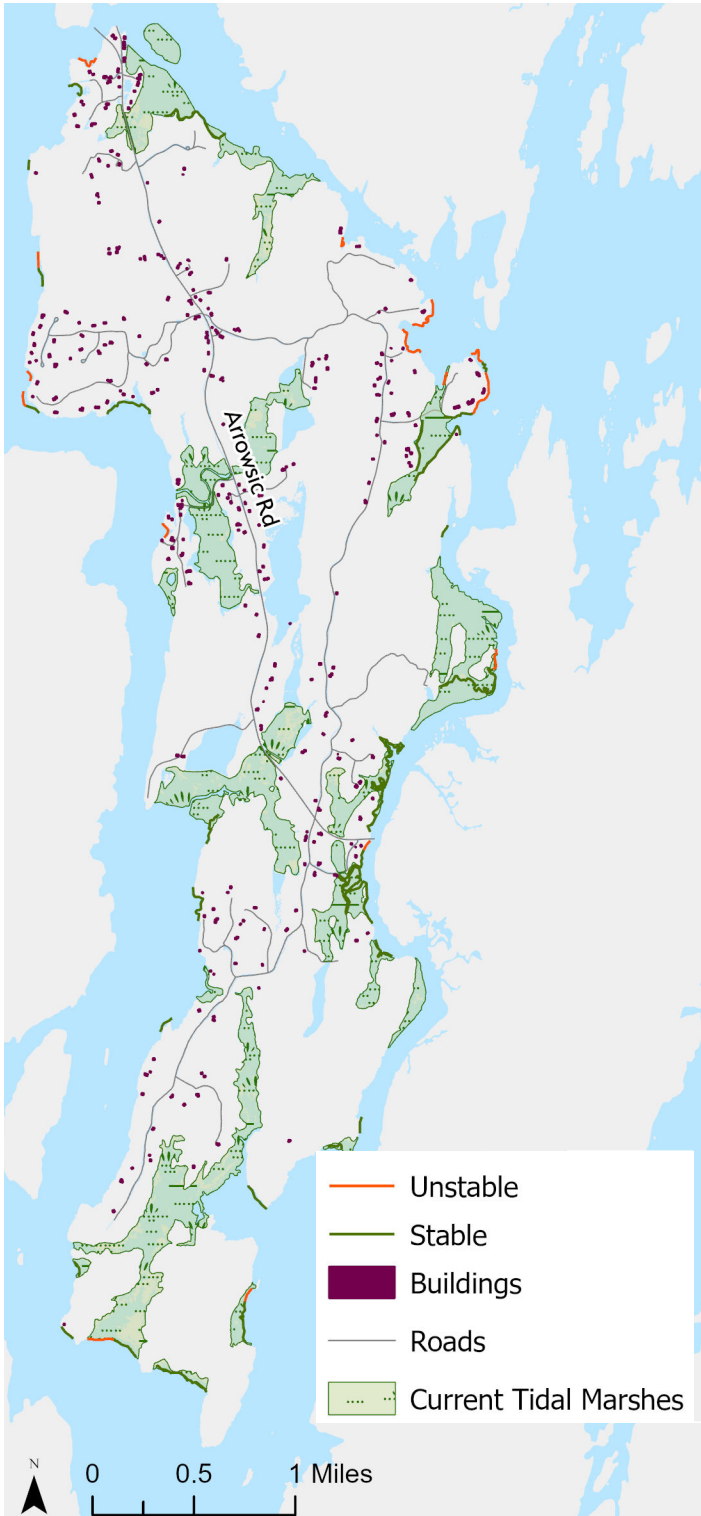 Arrowsic Rd
Unstable
Stable
Buildings
Roads
Current Tidal Marshes
N
0 0.5 1 Miles